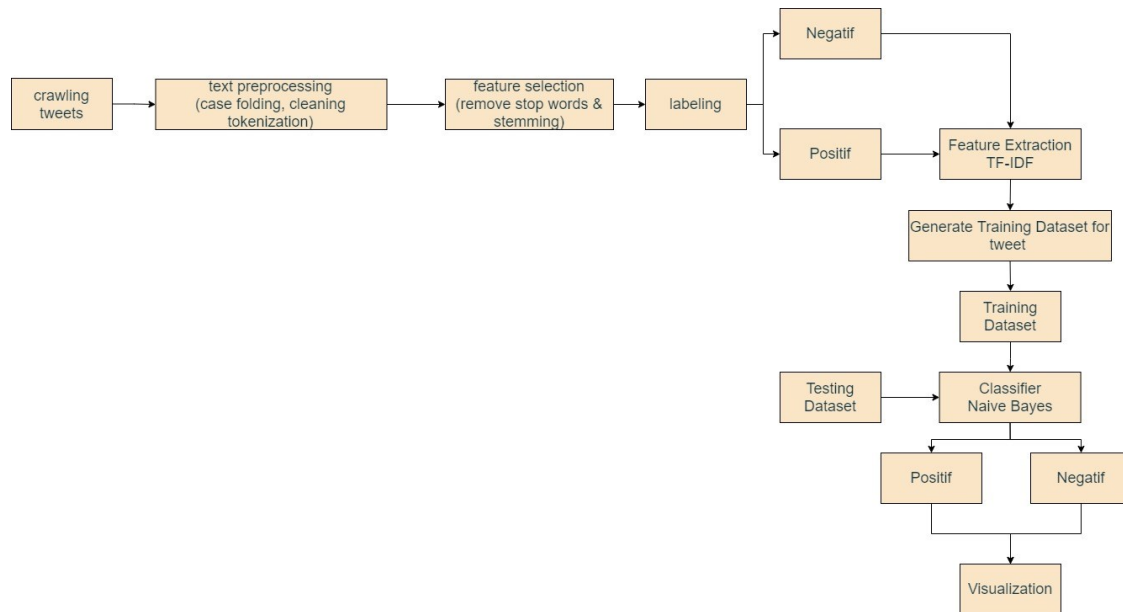 Negatif
crawling
tweets
text preprocessing
(case folding, cleaning
tokenization)
feature selection
(remove stop words &
stemming)
labeling
Positif
Feature Extraction
TF-IDF
Generate Training Dataset for
tweet
Training
Dataset
Testing
Dataset
Classifier
Naive Bayes
Positif
Negatif
Visualization